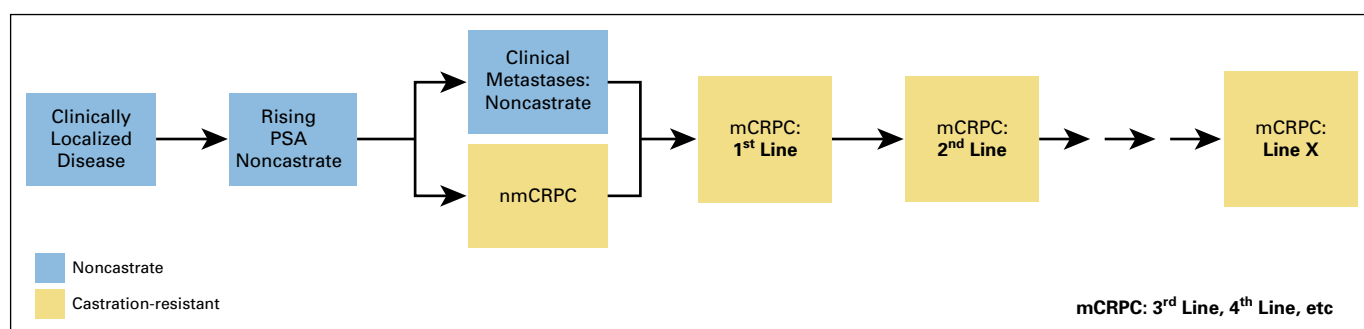 Clinically
Localized
Disease
Rising
PSA
Noncastrate
Clinical
Metastases:
Noncastrate
nmCRPC
mCRPC:
1st Line
mCRPC:
2nd Line
mCRPC:
Line X
Noncastrate
Castration-resistant
mCRPC: 3rd Line, 4th Line, etc